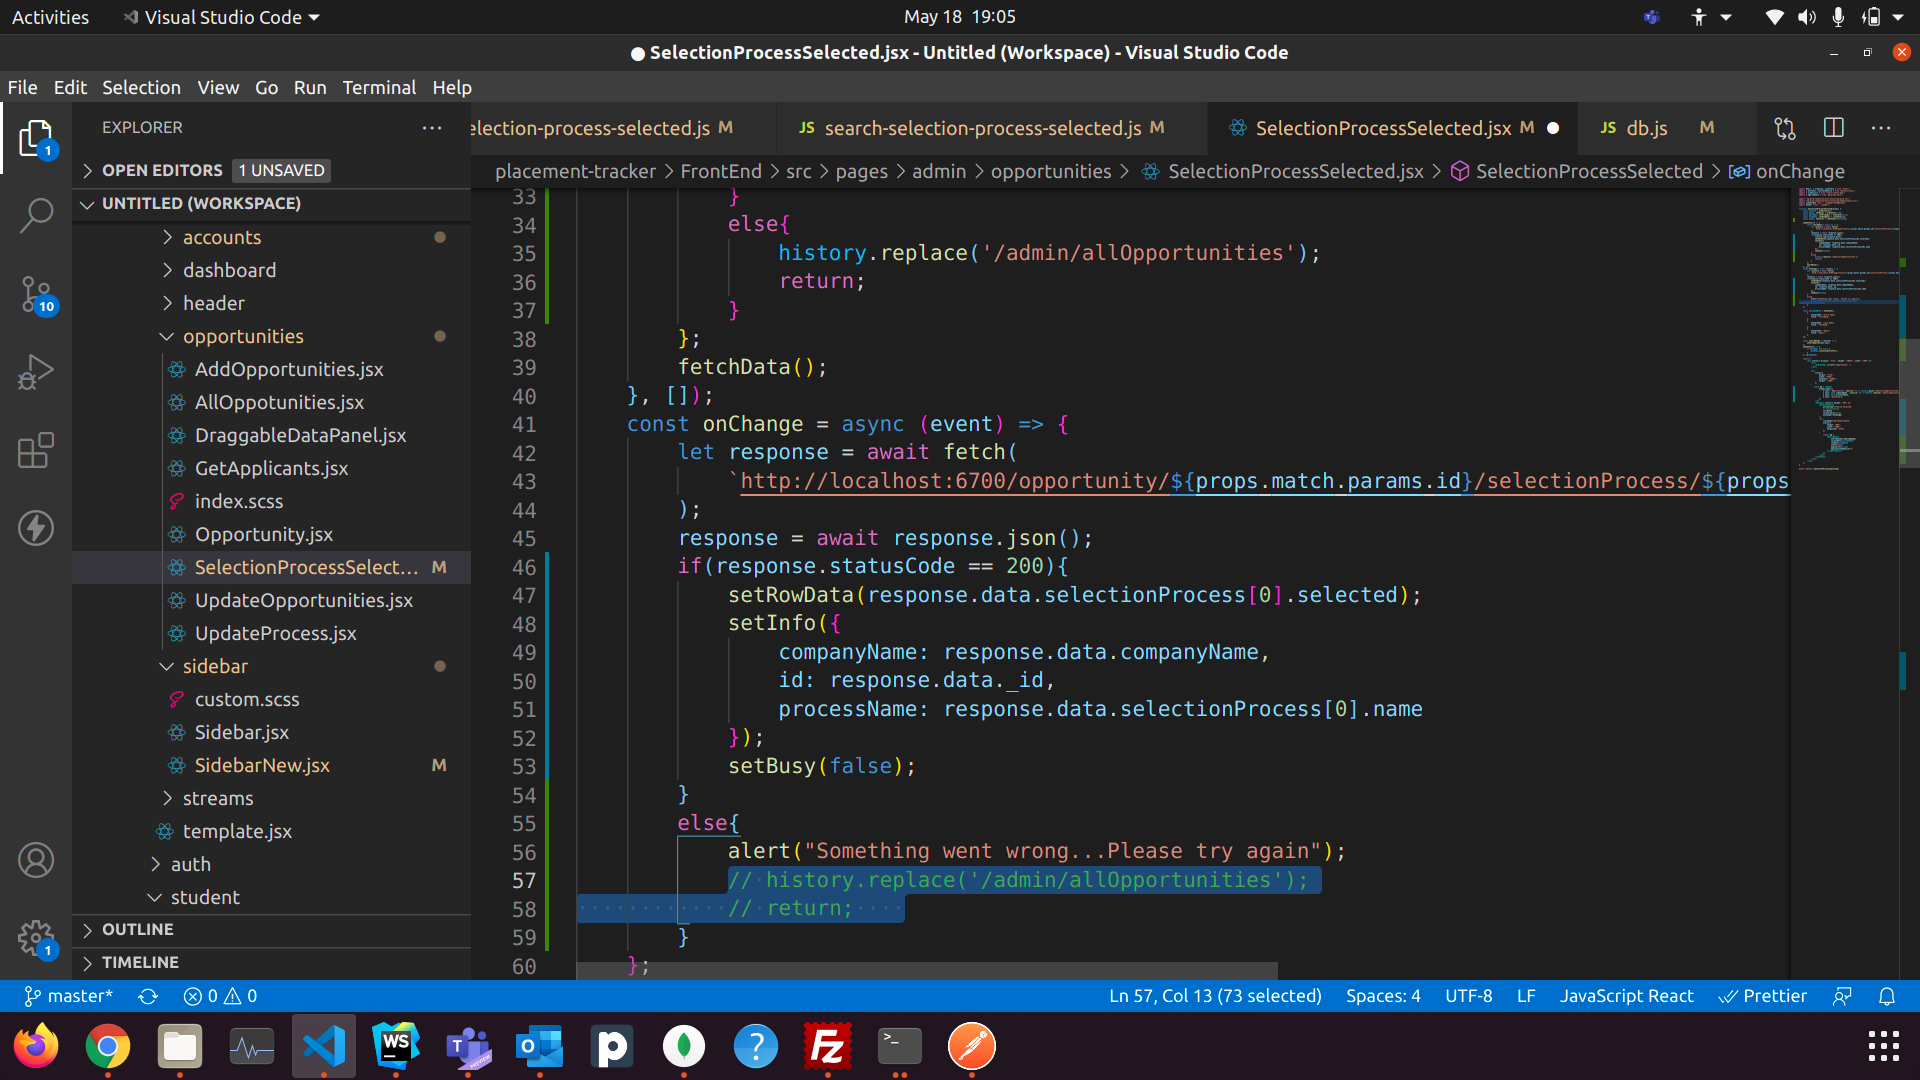 Activities
Visual Studio Code
May 18 19:05
SelectionProcessSelected.jsx - Untitled (Workspace) - Visual Studio Code
File Edit Selection View Go Run Terminal Help
EXPLORER
OPEN EDITORS 1 UNSAVED
UNTITLED (WORKSPACE)
accounts
dashboard
header
opportunities
AddOpportunities.jsx
AllOppotunities.jsx
DraggableDataPanel.jsx
GetApplicants.jsx
index.scss
Opportunity.jsx
SelectionProcessSelect... M
UpdateOpportunities.jsx
UpdateProcess.jsx
sidebar
custom.scss
Sidebar.jsx
SidebarNew.jsx M
streams
template.jsx
auth
student
OUTLINE
TIMELINE
1
10
1
election-process-selected.js M
JS search-selection-process-selected.js M
SelectionProcessSelected.jsx M
JS db.js M
placement-tracker > FrontEnd > src > pages > admin > opportunities > SelectionProcessSelected.jsx > SelectionProcessSelected > onChange
33 }
34 else{
35 history.replace('/admin/allOpportunities');
36 return;
37 }
38 };
39 fetchData();
40 }, []);
41 const onChange = async (event) => {
42 let response = await fetch(
43 `http://localhost:6700/opportunity/${props.match.params.id}/selectionProcess/${props
44 );
45 response = await response.json();
46 if(response.statusCode == 200){
47 setRowData(response.data.selectionProcess[0].selected);
48 setInfo({
49 companyName: response.data.companyName,
50 id: response.data._id,
51 processName: response.data.selectionProcess[0].name
52 });
53 setBusy(false);
54 }
55 else{
56 alert("Something went wrong...Please try again");
57 // history.replace('/admin/allOpportunities');
58 // return;
59 }
60 };
master* 0 0
Ln 57, Col 13 (73 selected) Spaces: 4 UTF-8 LF JavaScript React Prettier
WS
T
PREVIEW
O
p
?
Fz
>_